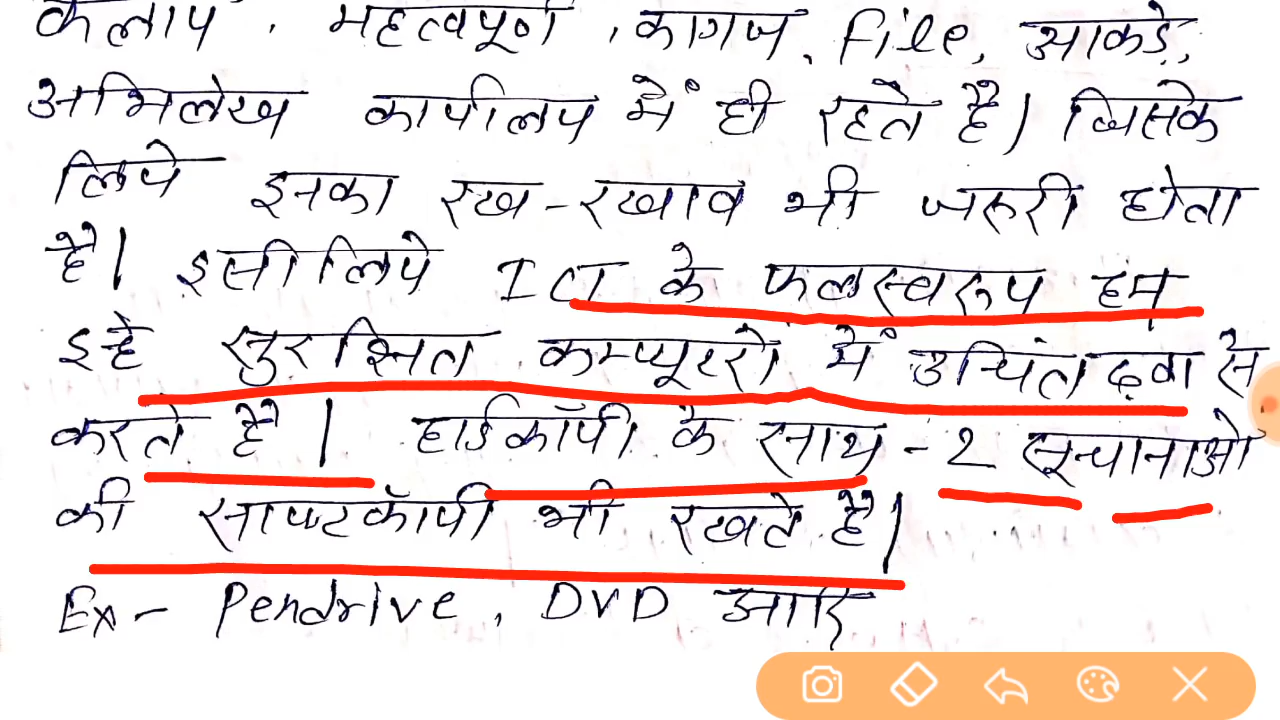 कलाप, महत्वपूर्ण, कागज, File, आकडे,
अभिलेख कार्यालय में ही रहते है। जिसके
लिये इनका रख-रखाव भी जरूरी होता
है। इसीलिये ICT के फलस्वरूप हम
इन्हे सुरक्षित कम्प्यूटरो में उचित ढंग से
करते है। हार्डकॉपी के साथ-2 सूचानाओ
की साफ्टकॉपी भी रखते है।
Ex- Pendrive, DVD आदि